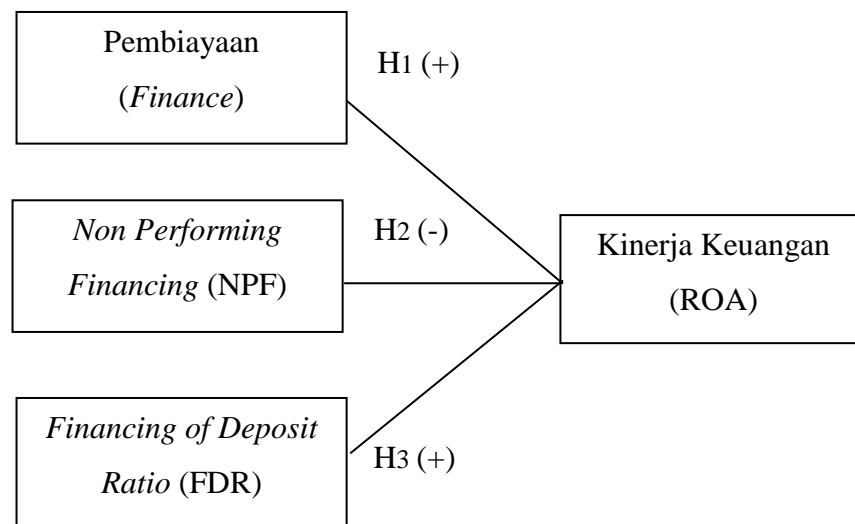 Pembiayaan
(Finance)
H1 (+)
Non Performing
Financing (NPF)
H2 (-)
Kinerja Keuangan
(ROA)
Financing of Deposit
Ratio (FDR)
H3 (+)